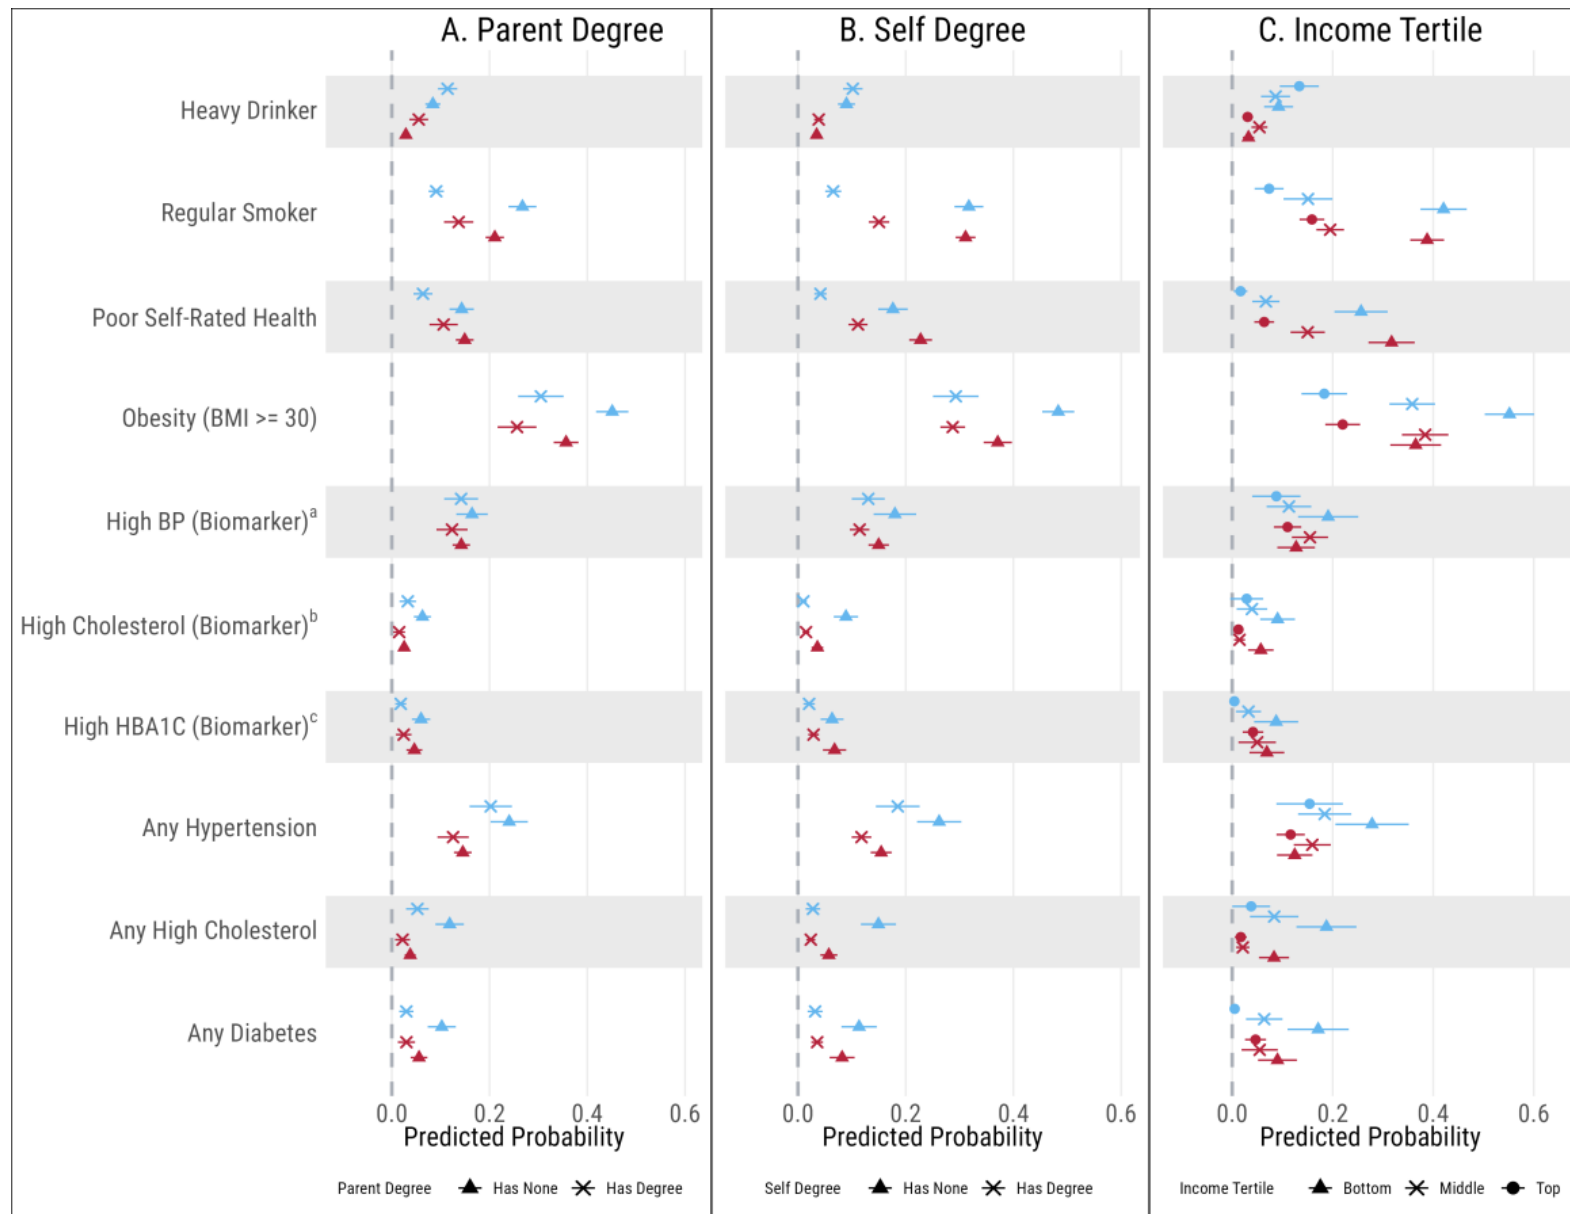 A. Parent Degree
B. Self Degree
C. Income Tertile
Heavy Drinker
Regular Smoker
Poor Self-Rated Health
Obesity (BMI >= 30)
High BP (Biomarker)a
High Cholesterol (Biomarker)b
High HBA1C (Biomarker)c
Any Hypertension
Any High Cholesterol
Any Diabetes
0.0 0.2 0.4 0.6 0.0 0.2 0.4 0.6 0.0 0.2 0.4 0.6
Predicted Probability Predicted Probability Predicted Probability
Parent Degree Has None Has Degree Self Degree Has None Has Degree Income Tertile Bottom Middle Top